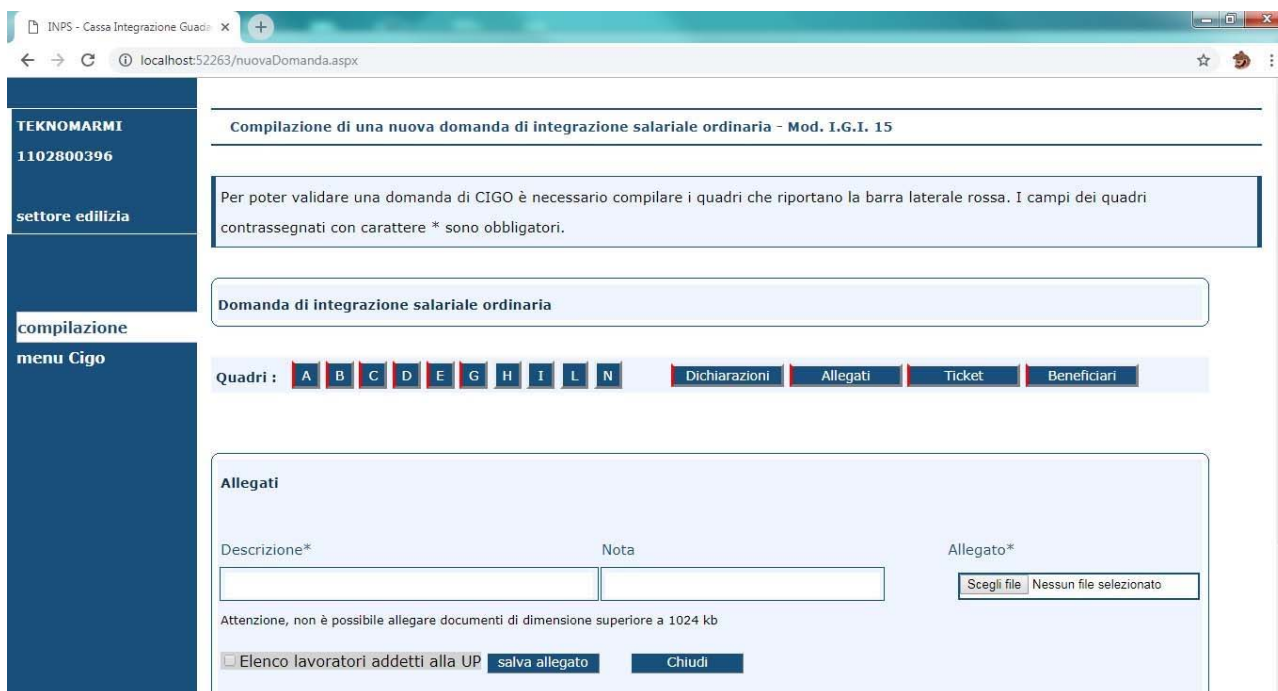 INPS - Cassa Integrazione Guad
localhost:52263/nuovaDomanda.aspx
TEKNOMARMI
1102800396
settore edilizia
compilazione
menu Cigo
Compilazione di una nuova domanda di integrazione salariale ordinaria - Mod. I.G.I. 15
Per poter validare una domanda di CIGO è necessario compilare i quadri che riportano la barra laterale rossa. I campi dei quadri
contrassegnati con carattere * sono obbligatori.
Domanda di integrazione salariale ordinaria
Quadri : A B C D E G H I L N Dichiarazioni Allegati Ticket Beneficiari
Allegati
Descrizione* Nota Allegato*
Scegli file Nessun file selezionato
Attenzione, non è possibile allegare documenti di dimensione superiore a 1024 kb
Elenco lavoratori addetti alla UP salva allegato Chiudi